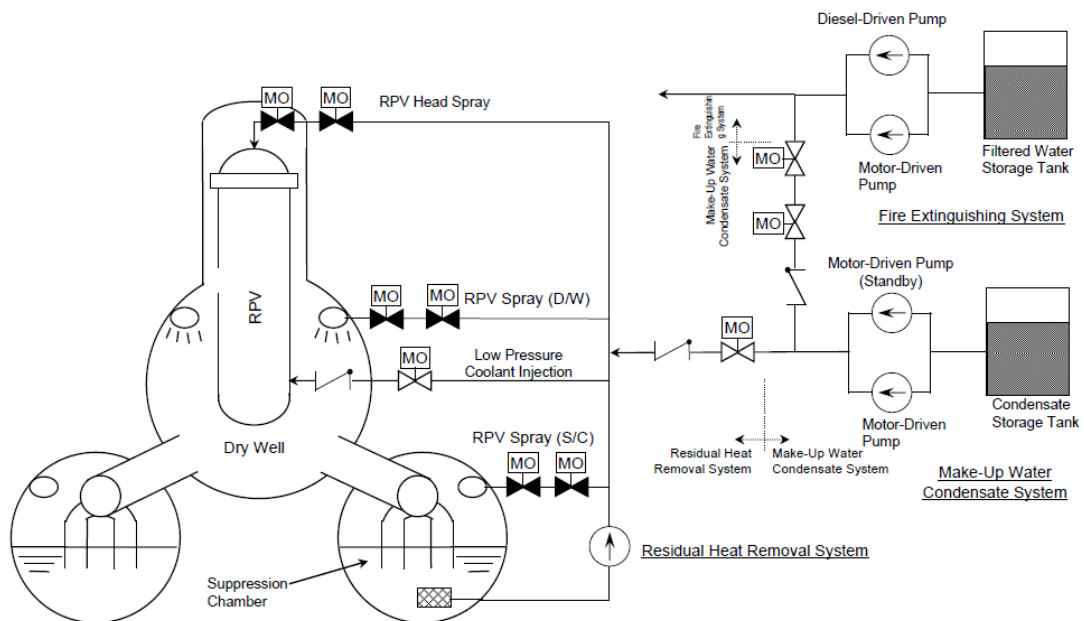 Diesel-Driven Pump
MO
MO
RPV Head Spray
Fire
Extinguishin
g System
Make-Up Water
Condensate System
MO
MO
Motor-Driven
Pump
Filtered Water
Storage Tank
Fire Extinguishing System
RPV
MO
MO
RPV Spray (D/W)
Motor-Driven Pump
(Standby)
MO
Low Pressure
Coolant Injection
MO
Motor-Driven
Pump
Condensate
Storage Tank
Dry Well
RPV Spray (S/C)
MO
MO
Residual Heat
Removal System
Make-Up Water
Condensate System
Make-Up Water
Condensate System
Residual Heat Removal System
Suppression
Chamber